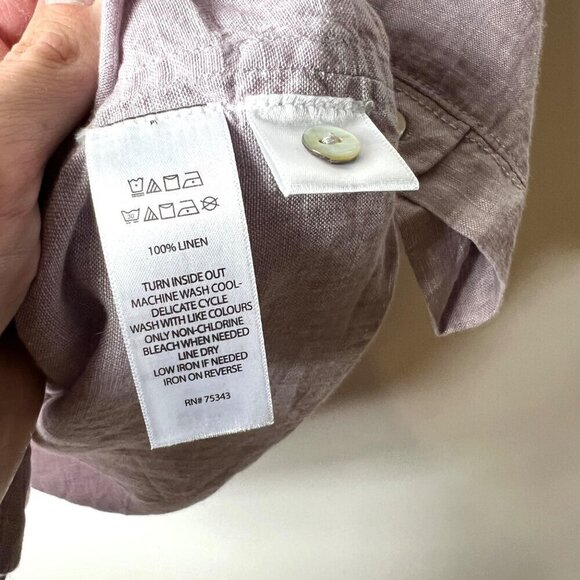 100% LINEN
TURN INSIDE OUT
MACHINE WASH COOL-
DELICATE CYCLE
WASH WITH LIKE COLOURS
ONLY NON-CHLORINE
BLEACH WHEN NEEDED
LINE DRY
LOW IRON IF NEEDED
IRON ON REVERSE
RN# 75343